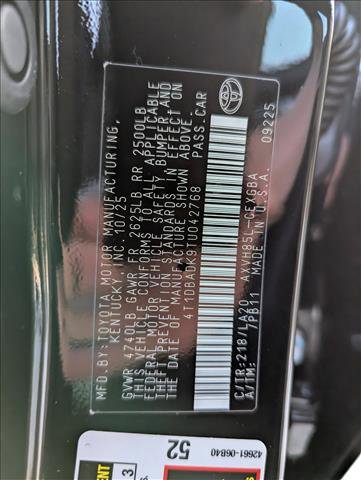 MFD. BY: TOYOTA MOTOR MANUFACTURING,
KENTUCKY, INC. 10/25
GVWR 4740LB GAWR FR 2625LB RR 2500LB
THIS VEHICLE CONFORMS TO ALL APPLICABLE
FEDERAL MOTOR VEHICLE SAFETY, BUMPER AND
THEFT PREVENTION STANDARDS IN EFFECT ON
THE DATE OF MANUFACTURE SHOWN ABOVE.
4T1DBADK9TU042768 PASS.CAR
C/TR: 218/LA20 AXVH85L-CEXGBA
A/TM: 7FB11 MADE IN U.S.A.
09225
52
42661-06B40
3